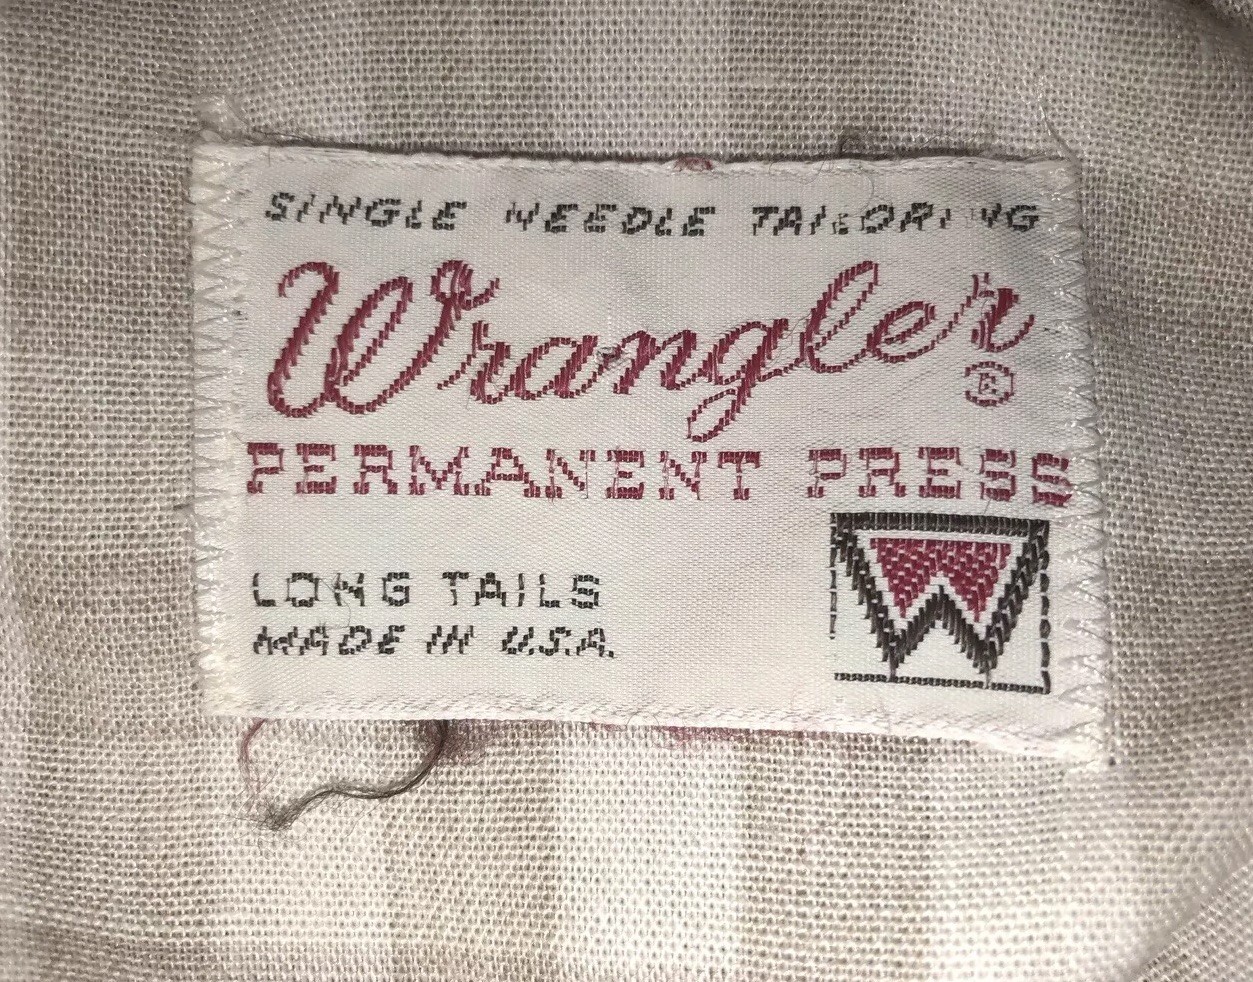 SINGLE NEEDLE TAILORING
Wrangler
®
PERMANENT PRESS
LONG TAILS
MADE IN U.S.A.
W